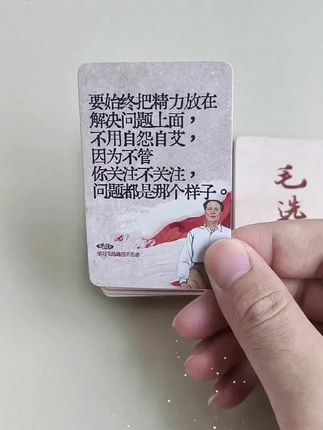 要始终把精力放在
解决问题上面，
不用自怨自艾，
因为不管
你关注不关注，
问题都是那个样子。
毛选